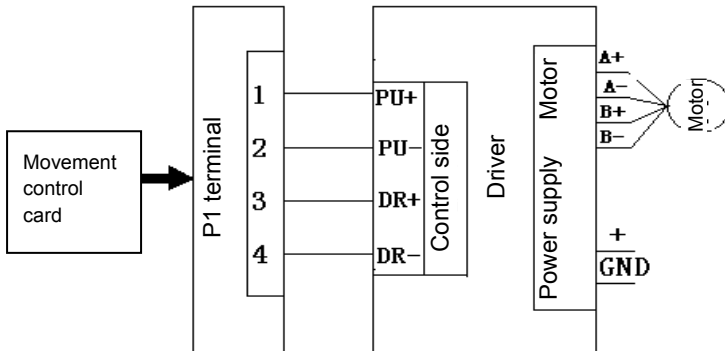 Movement
control
card
P1 terminal
1
2
3
4
PU+
PU-
DR+
DR-
Control side
Driver
Power supply Motor
A+
A-
B+
B-
+
GND
Motor